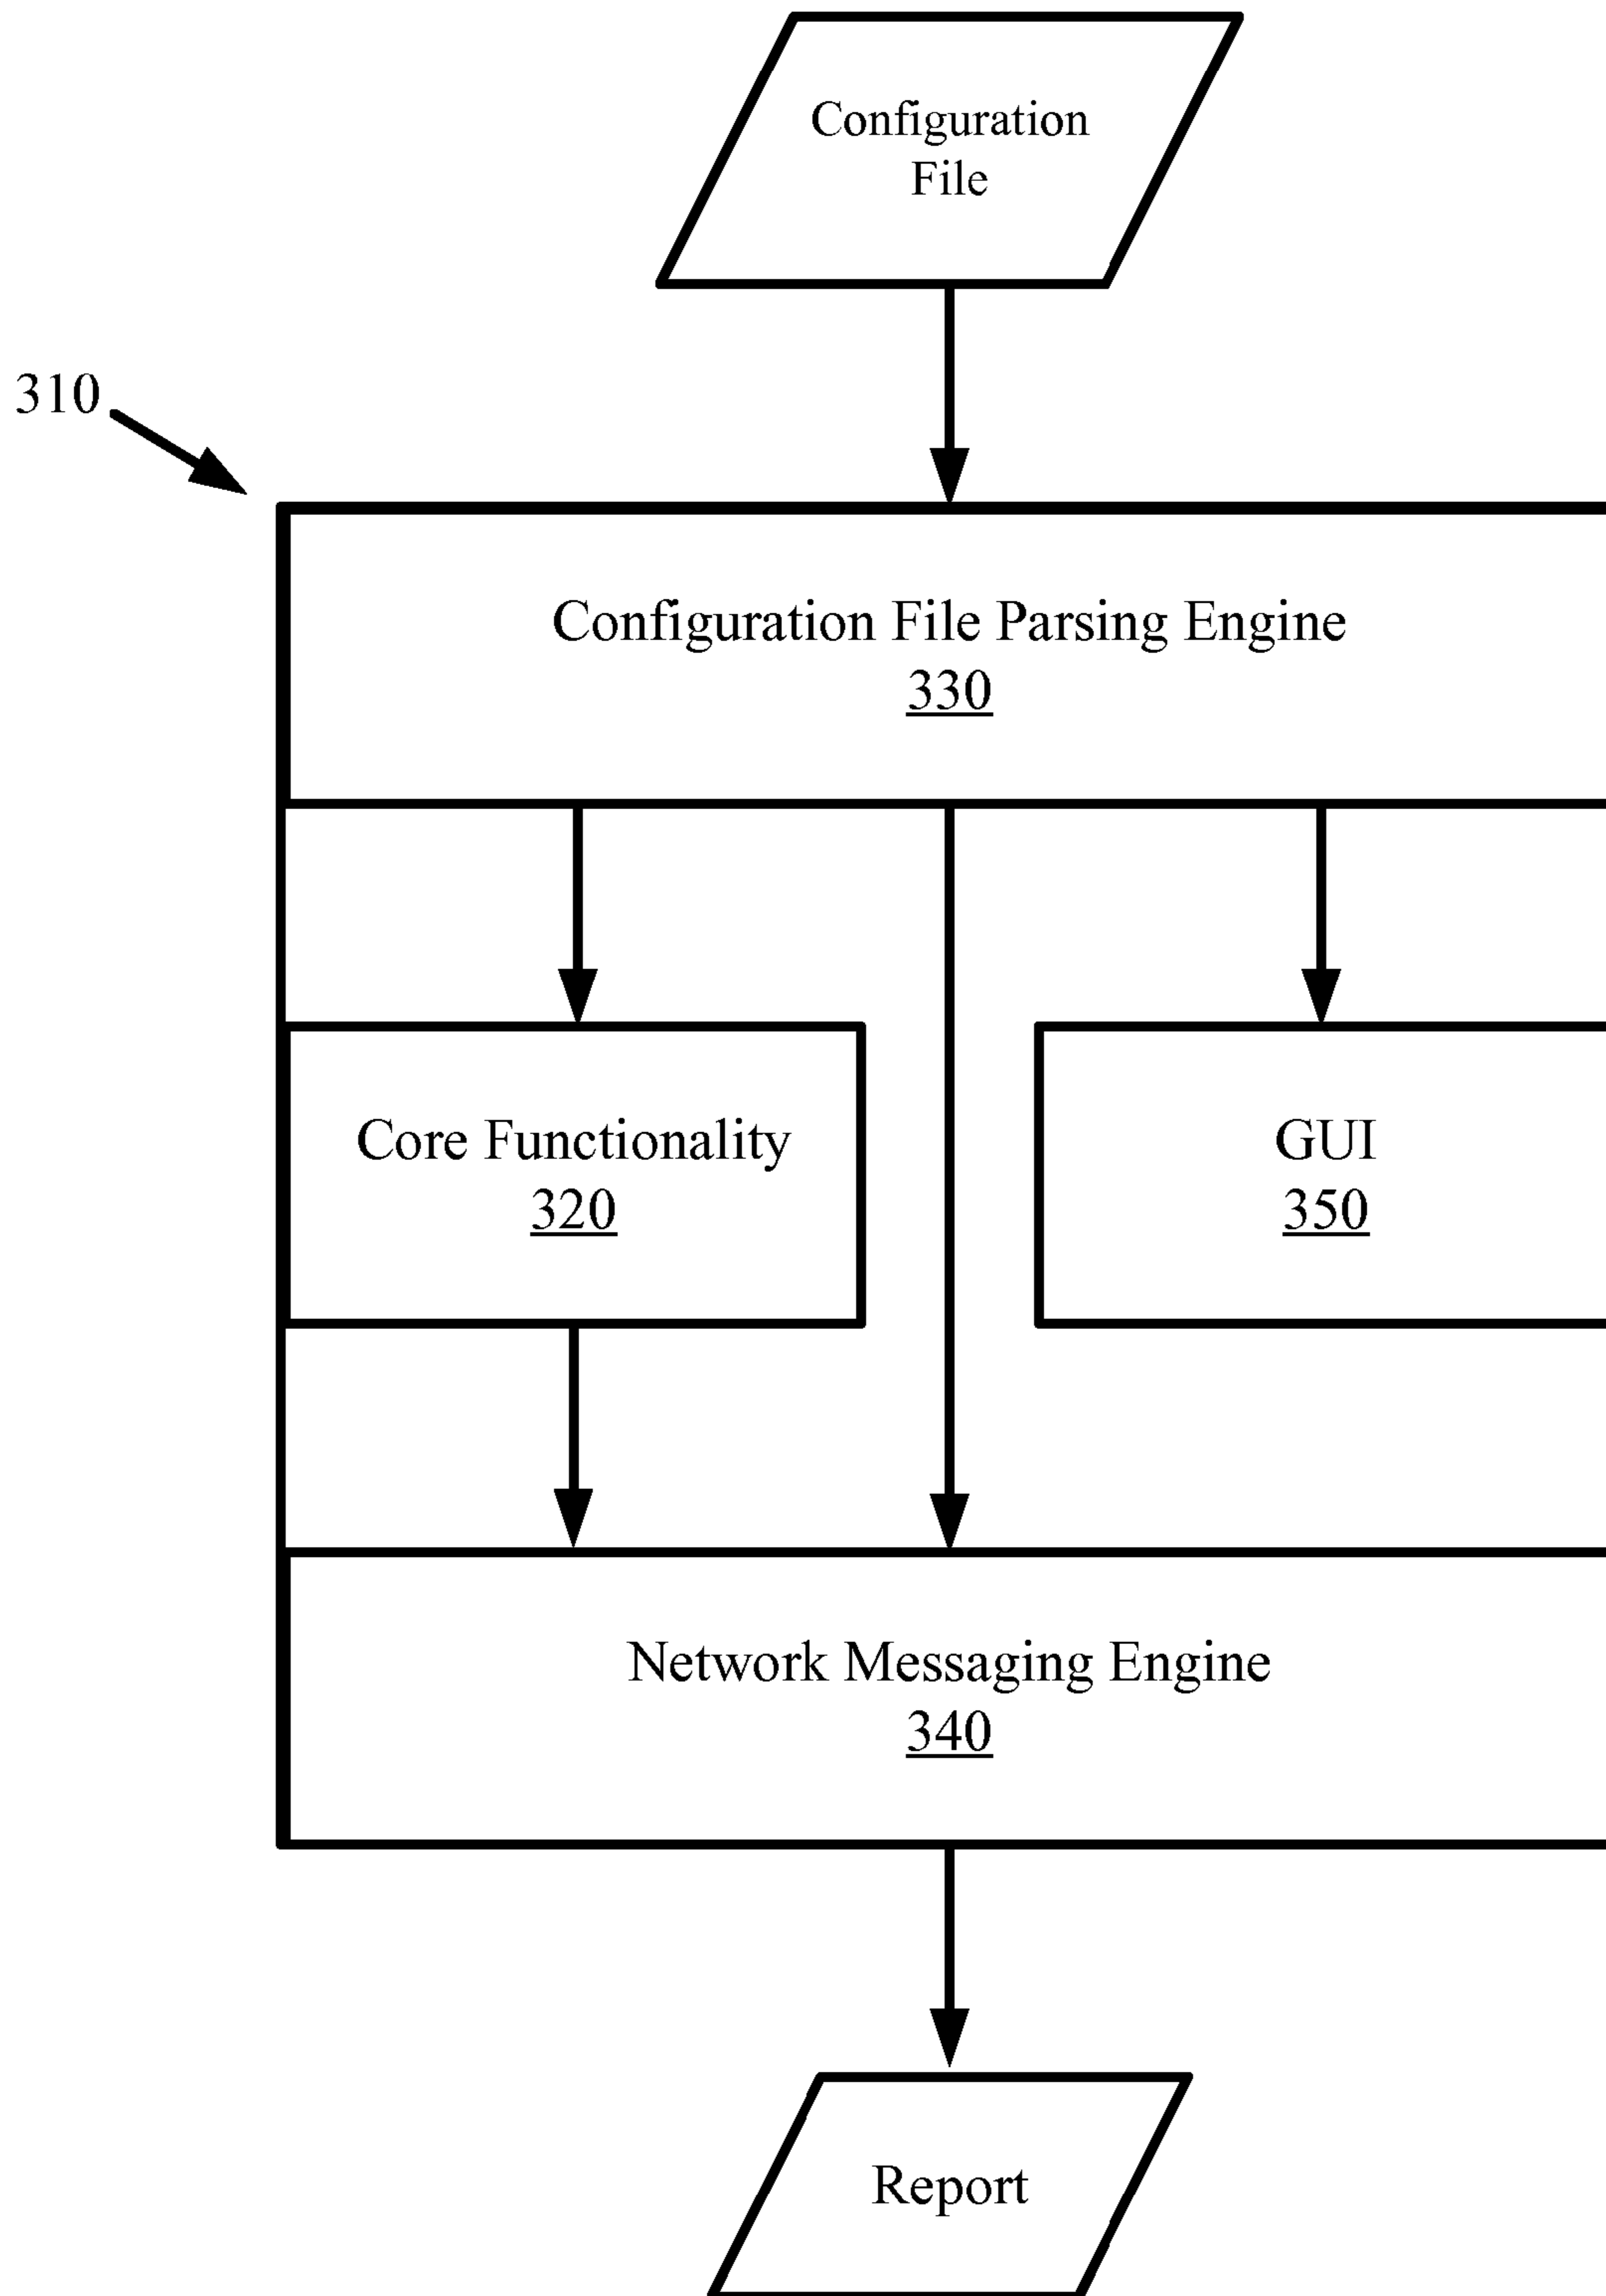 Configuration
File
310
Configuration File Parsing Engine
330
Core Functionality
320
GUI
350
Network Messaging Engine
340
Report